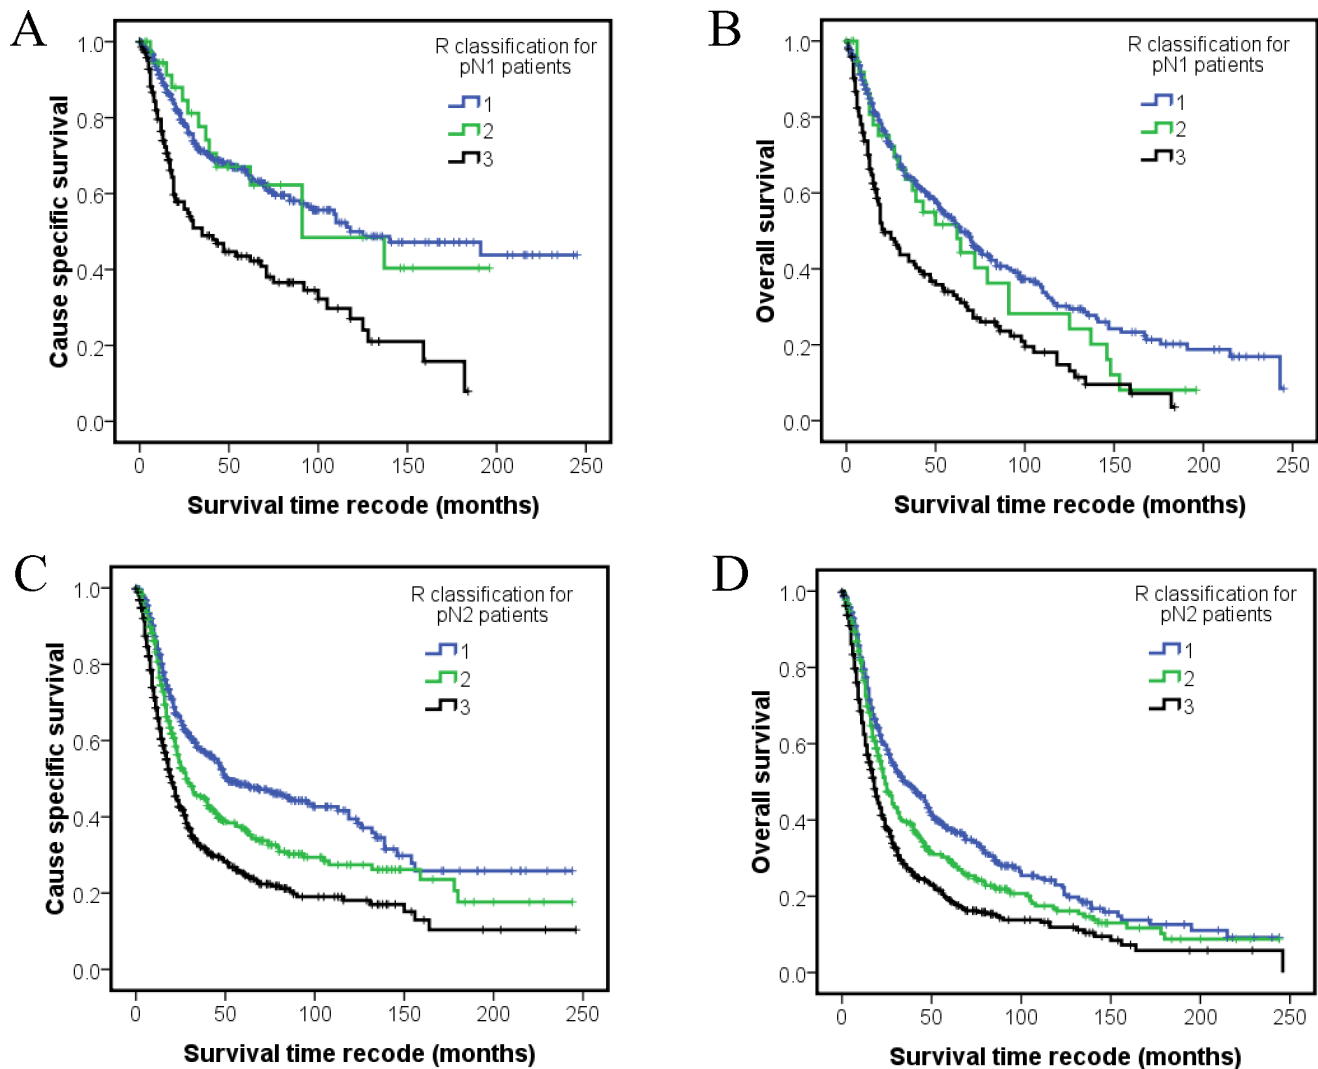 A
R classification for
pN1 patients
1
2
3
Cause specific survival
1.0
0.8
0.6
0.4
0.2
0.0
0 50 100 150 200 250
Survival time recode (months)
B
R classification for
pN1 patients
1
2
3
Overall survival
1.0
0.8
0.6
0.4
0.2
0.0
0 50 100 150 200 250
Survival time recode (months)
C
R classification for
pN2 patients
1
2
3
Cause specific survival
1.0
0.8
0.6
0.4
0.2
0.0
0 50 100 150 200 250
Survival time recode (months)
D
R classification for
pN2 patients
1
2
3
Overall survival
1.0
0.8
0.6
0.4
0.2
0.0
0 50 100 150 200 250
Survival time recode (months)